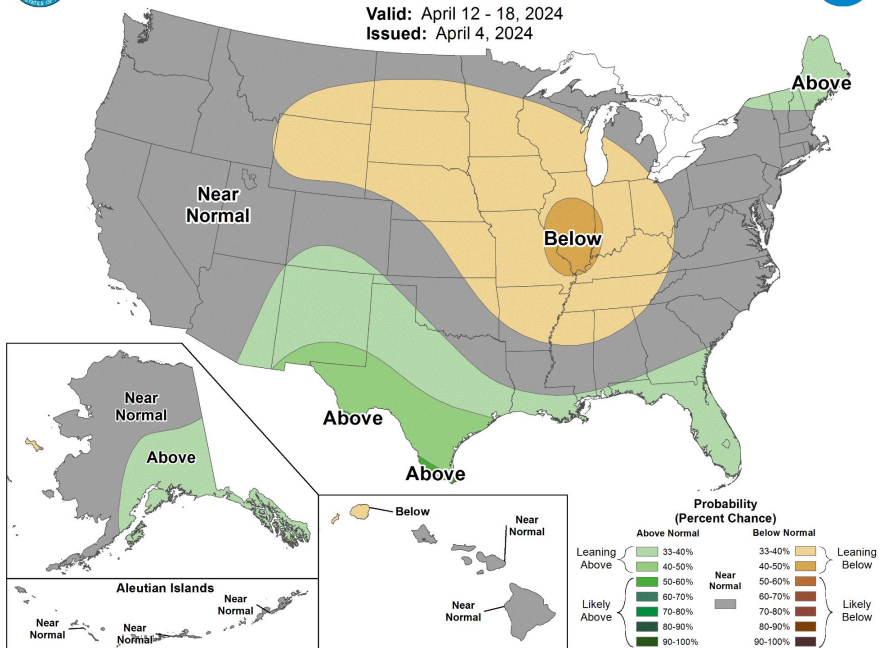 STATES OF
Valid: April 12 - 18, 2024
Issued: April 4, 2024
Above
Near
Normal
Below
Above
Above
Near
Normal
Above
Below
Near
Normal
Near
Normal
Aleutian Islands
Near
Normal
Near
Normal
Near
Normal
Probability
(Percent Chance)
Above Normal
Below Normal
Leaning
Above
33-40%
40-50%
Likely
Above
50-60%
60-70%
70-80%
80-90%
90-100%
Near
Normal
33-40%
40-50%
Leaning
Below
50-60%
60-70%
70-80%
80-90%
90-100%
Likely
Below